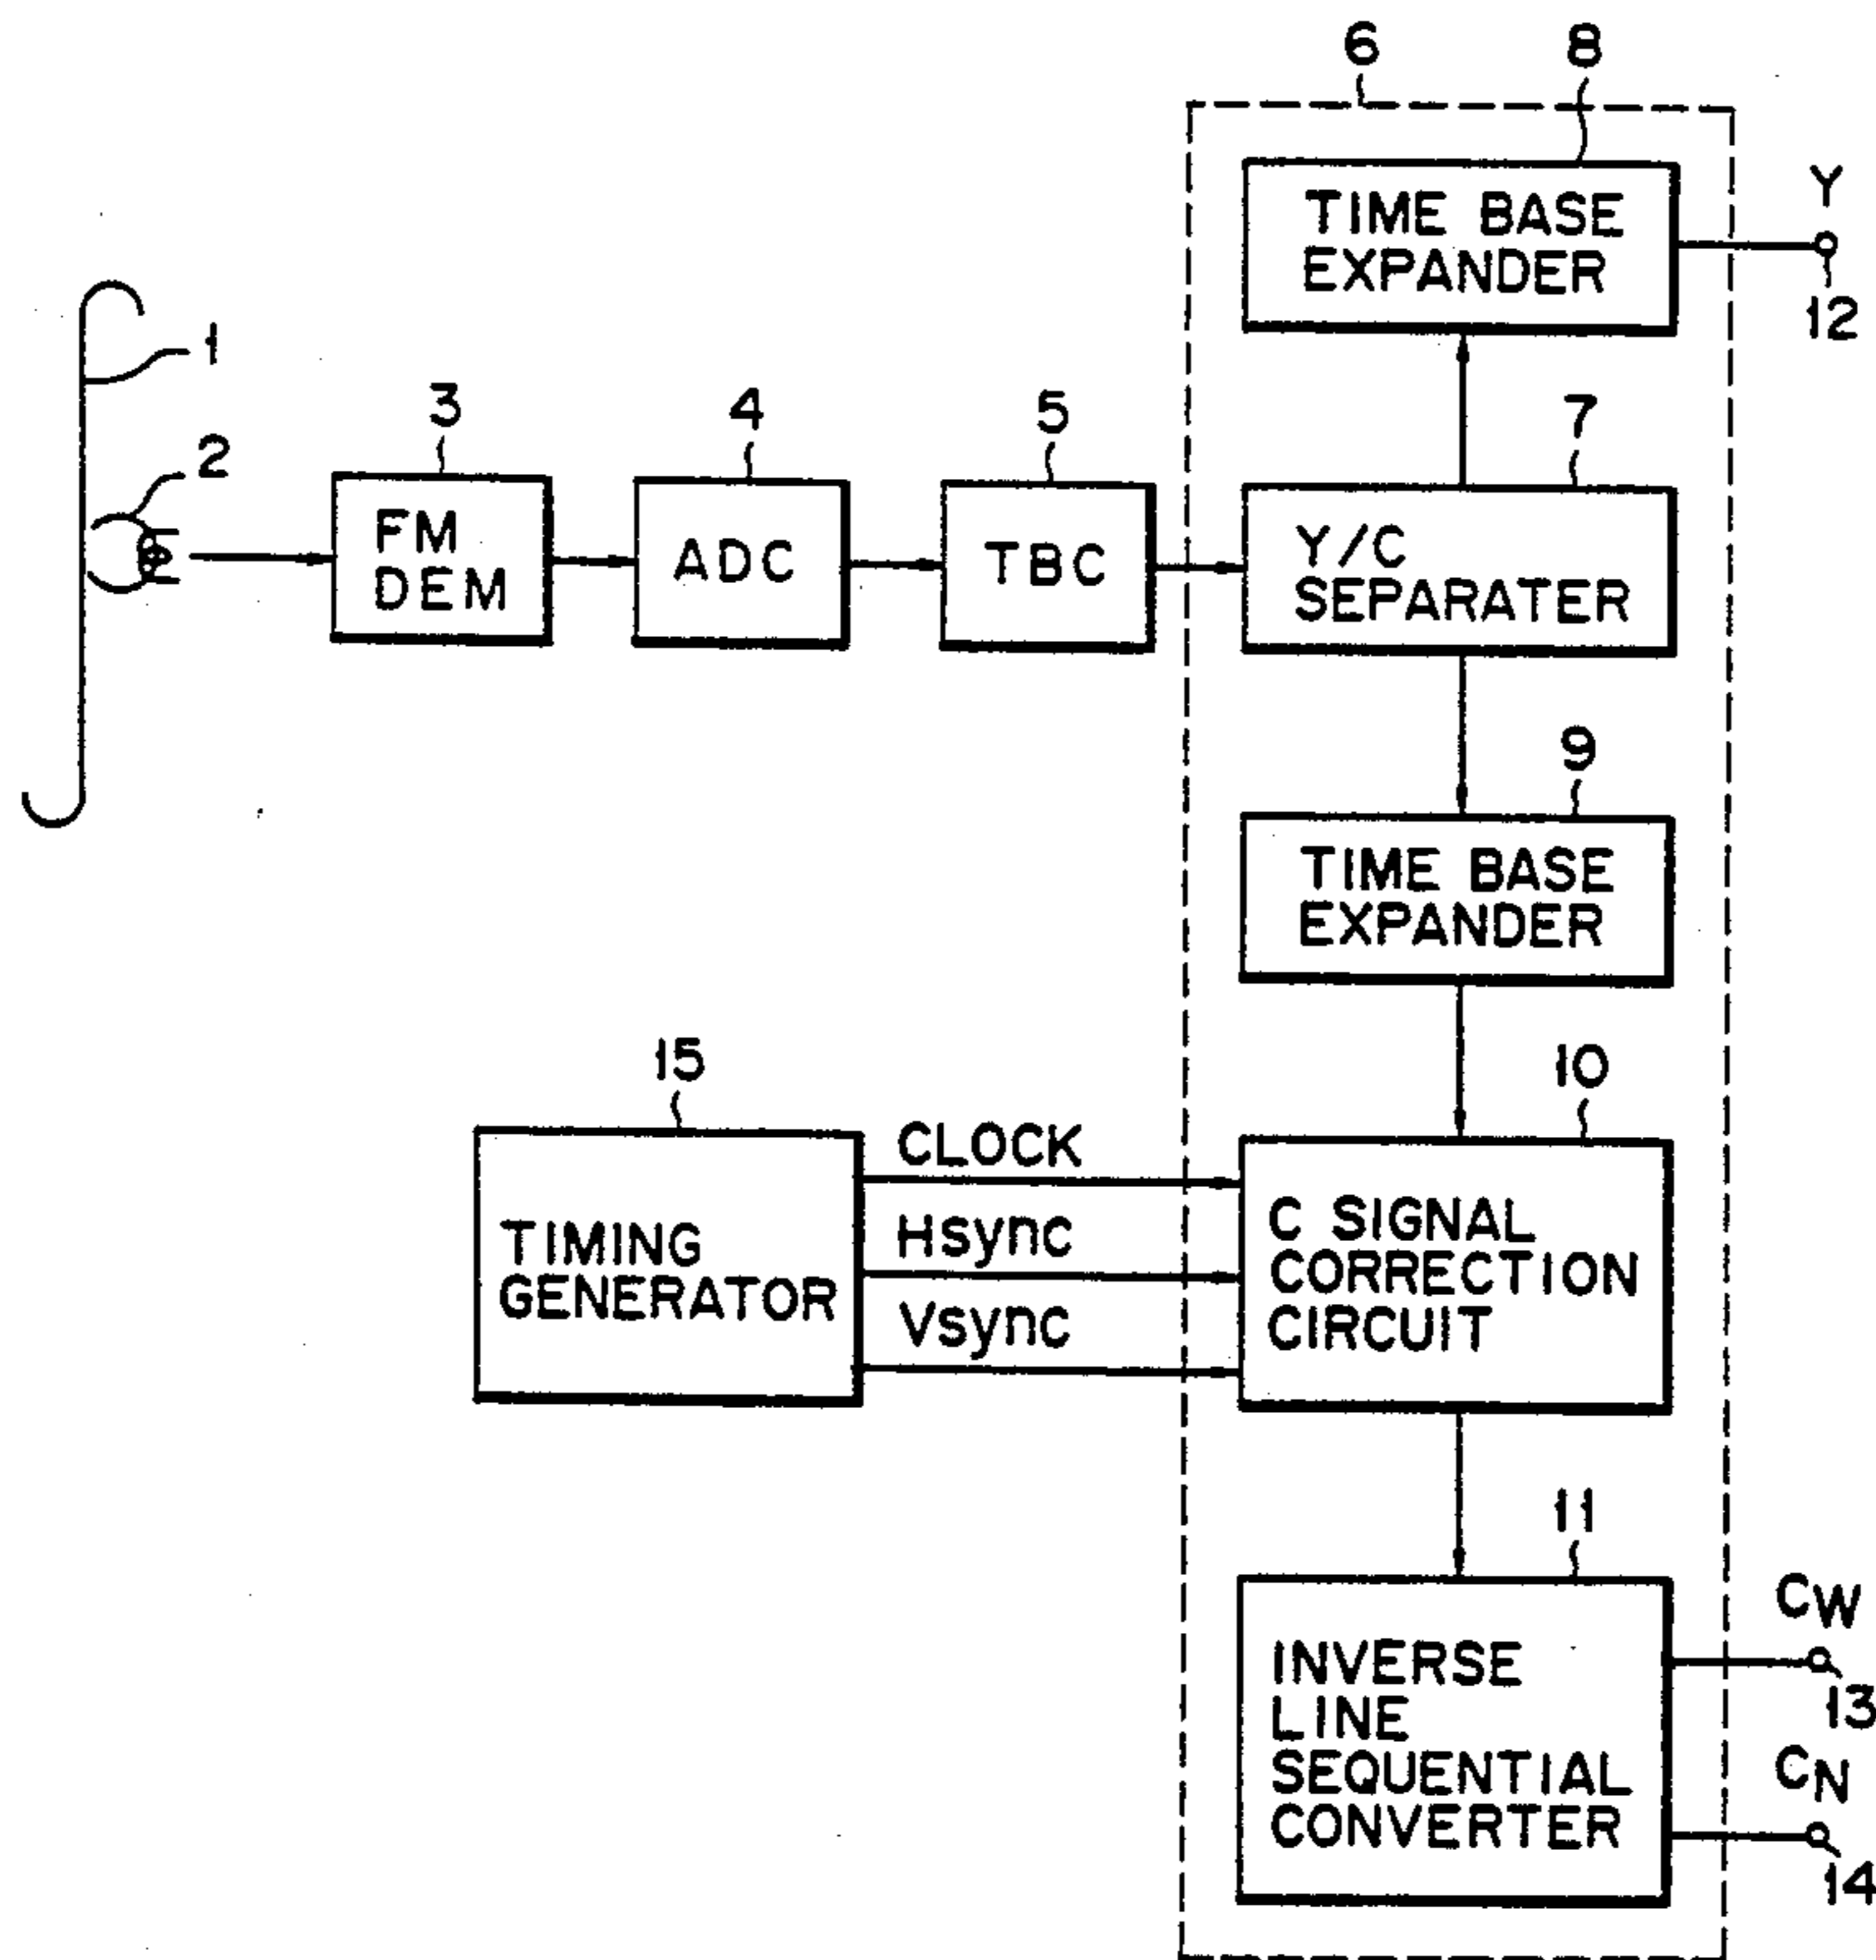 6
8
TIME BASE
EXPANDER
Y
12
1
2
3
FM
DEM
4
ADC
5
TBC
7
Y/C
SEPARATER
9
TIME BASE
EXPANDER
15
TIMING
GENERATOR
CLOCK
Hsync
Vsync
10
C SIGNAL
CORRECTION
CIRCUIT
11
INVERSE
LINE
SEQUENTIAL
CONVERTER
CW
13
CN
14